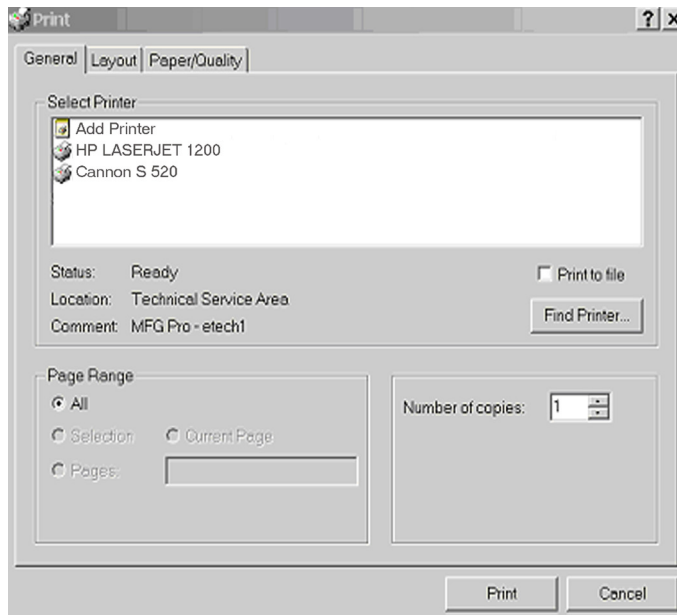 Print ? x
General Layout Paper/Quality
Select Printer
Add Printer
HP LASERJET 1200
Cannon S 520
Status: Ready
Print to file
Location: Technical Service Area
Find Printer...
Comment: MFG Pro - etech1
Page Range
All
Number of copies: 1
Selection Current Page
Pages:
Print Cancel